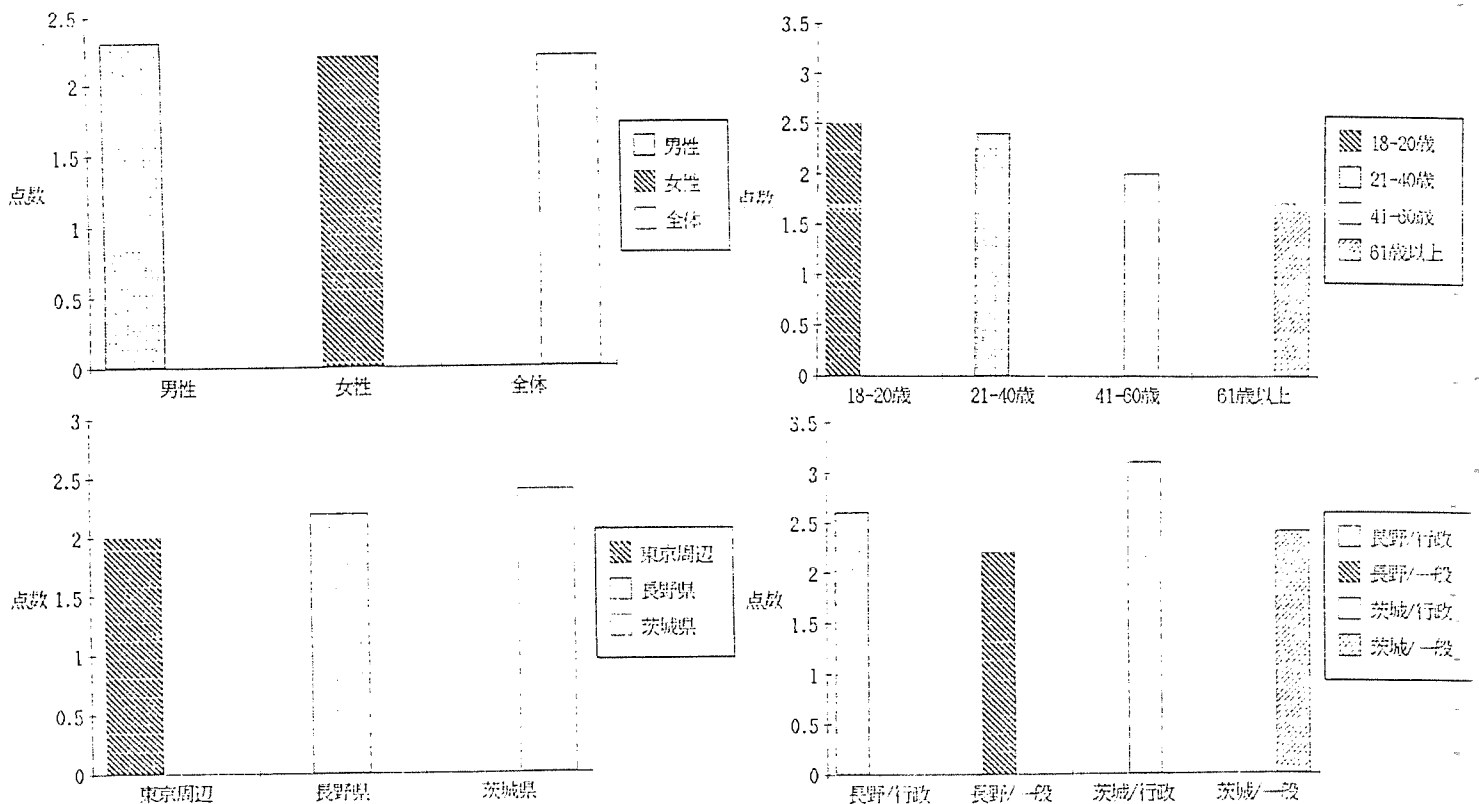 2.5
2
1.5
1
0.5
0
点数
男性
女性
全体
男性
女性
全体
3.5
3
2.5
2
1.5
1
0.5
0
点数
18-20歳
21-40歳
41-60歳
61歳以上
18-20歳
21-40歳
41-60歳
61歳以上
3
2.5
2
1.5
1
0.5
0
点数
東京周辺
長野県
茨城県
東京周辺
長野県
茨城県
3.5
3
2.5
2
1.5
1
0.5
0
点数
長野/行政
長野/一般
茨城/行政
茨城/一般
長野/行政
長野/一般
茨城/行政
茨城/一般